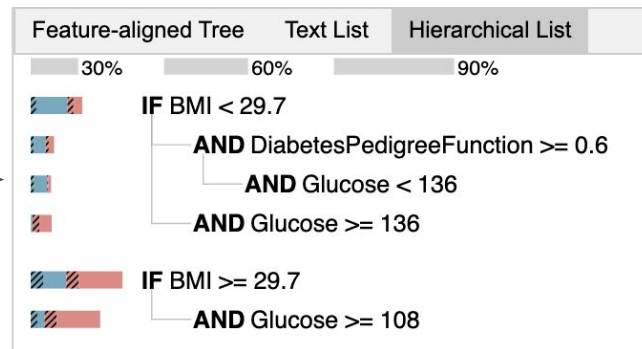 Feature-aligned Tree Text List Hierarchical List
30% 60% 90%
IF BMI < 29.7
AND DiabetesPedigreeFunction >= 0.6
AND Glucose < 136
AND Glucose >= 136
IF BMI >= 29.7
AND Glucose >= 108